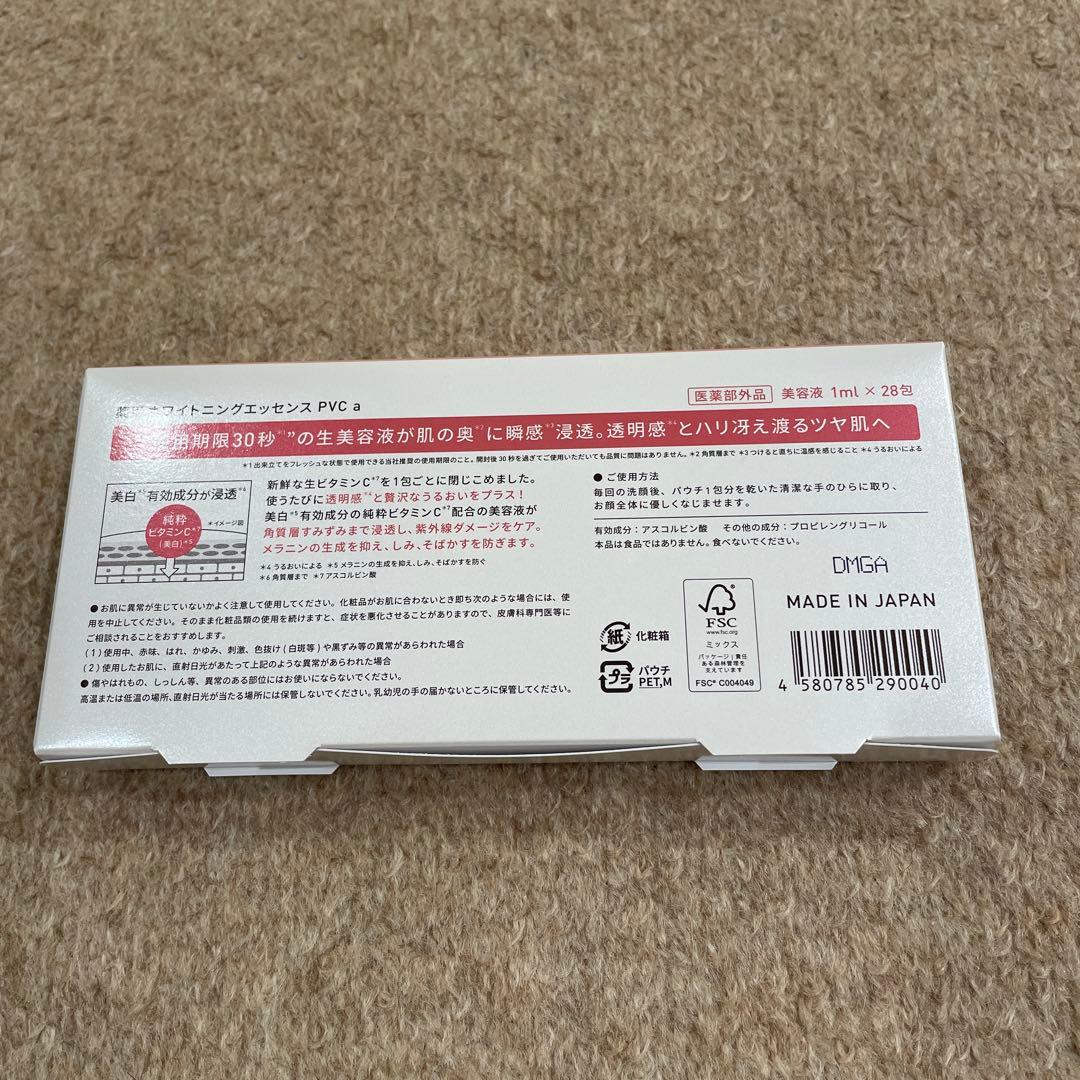 ホワイトニングエッセンス PVC a
医薬部外品 美容液 1ml × 28包
用期限30秒*1”の生美容液が肌の奥*2に瞬感*3浸透。透明感*4とハリ冴え渡るツヤ肌へ
*1 出来立てをフレッシュな状態で使用できる当社推奨の使用期限のこと。開封後30秒を過ぎてご使用いただいても品質に問題はありません。*2 角質層まで *3 つけると直ちに温感を感じること *4 うるおいによる
美白*5有効成分が浸透*6
*イメージ図
純粋
ビタミンC*7
(美白)*5
新鮮な生ビタミンC*7を1包ごとに閉じこめました。
使うたびに透明感*4と贅沢なうるおいをプラス!
美白*5有効成分の純粋ビタミンC*7配合の美容液が
角質層すみずみまで浸透し、紫外線ダメージをケア。
メラニンの生成を抑え、しみ、そばかすを防ぎます。
*4 うるおいによる *5 メラニンの生成を抑え、しみ、そばかすを防ぐ
*6 角質層まで *7 アスコルビン酸
● ご使用方法
毎回の洗顔後、パウチ1包分を乾いた清潔な手のひらに取り、
お顔全体に優しくなじませます。
有効成分:アスコルビン酸 その他の成分:プロピレングリコール
本品は食品ではありません。食べないでください。
● お肌に異常が生じていないかよく注意して使用してください。化粧品がお肌に合わないとき即ち次のような場合には、使
用を中止してください。そのまま化粧品類の使用を続けますと、症状を悪化させることがありますので、皮膚科専門医等に
ご相談されることをおすすめします。
(1)使用中、赤味、はれ、かゆみ、刺激、色抜け(白斑等)や黒ずみ等の異常があらわれた場合
(2)使用したお肌に、直射日光があたって上記のような異常があらわれた場合
● 傷やはれもの、しっしん等、異常のある部位にはお使いにならないでください。
高温または低温の場所、直射日光が当たる場所には保管しないでください。乳幼児の手の届かないところに保管してください。
紙 化粧箱
プラ パウチ
PET,M
FSC
www.fsc.org
ミックス
パッケージ | 責任
ある森林管理を
支えています
FSC® C004049
DMGA
MADE IN JAPAN
4 580785 290040